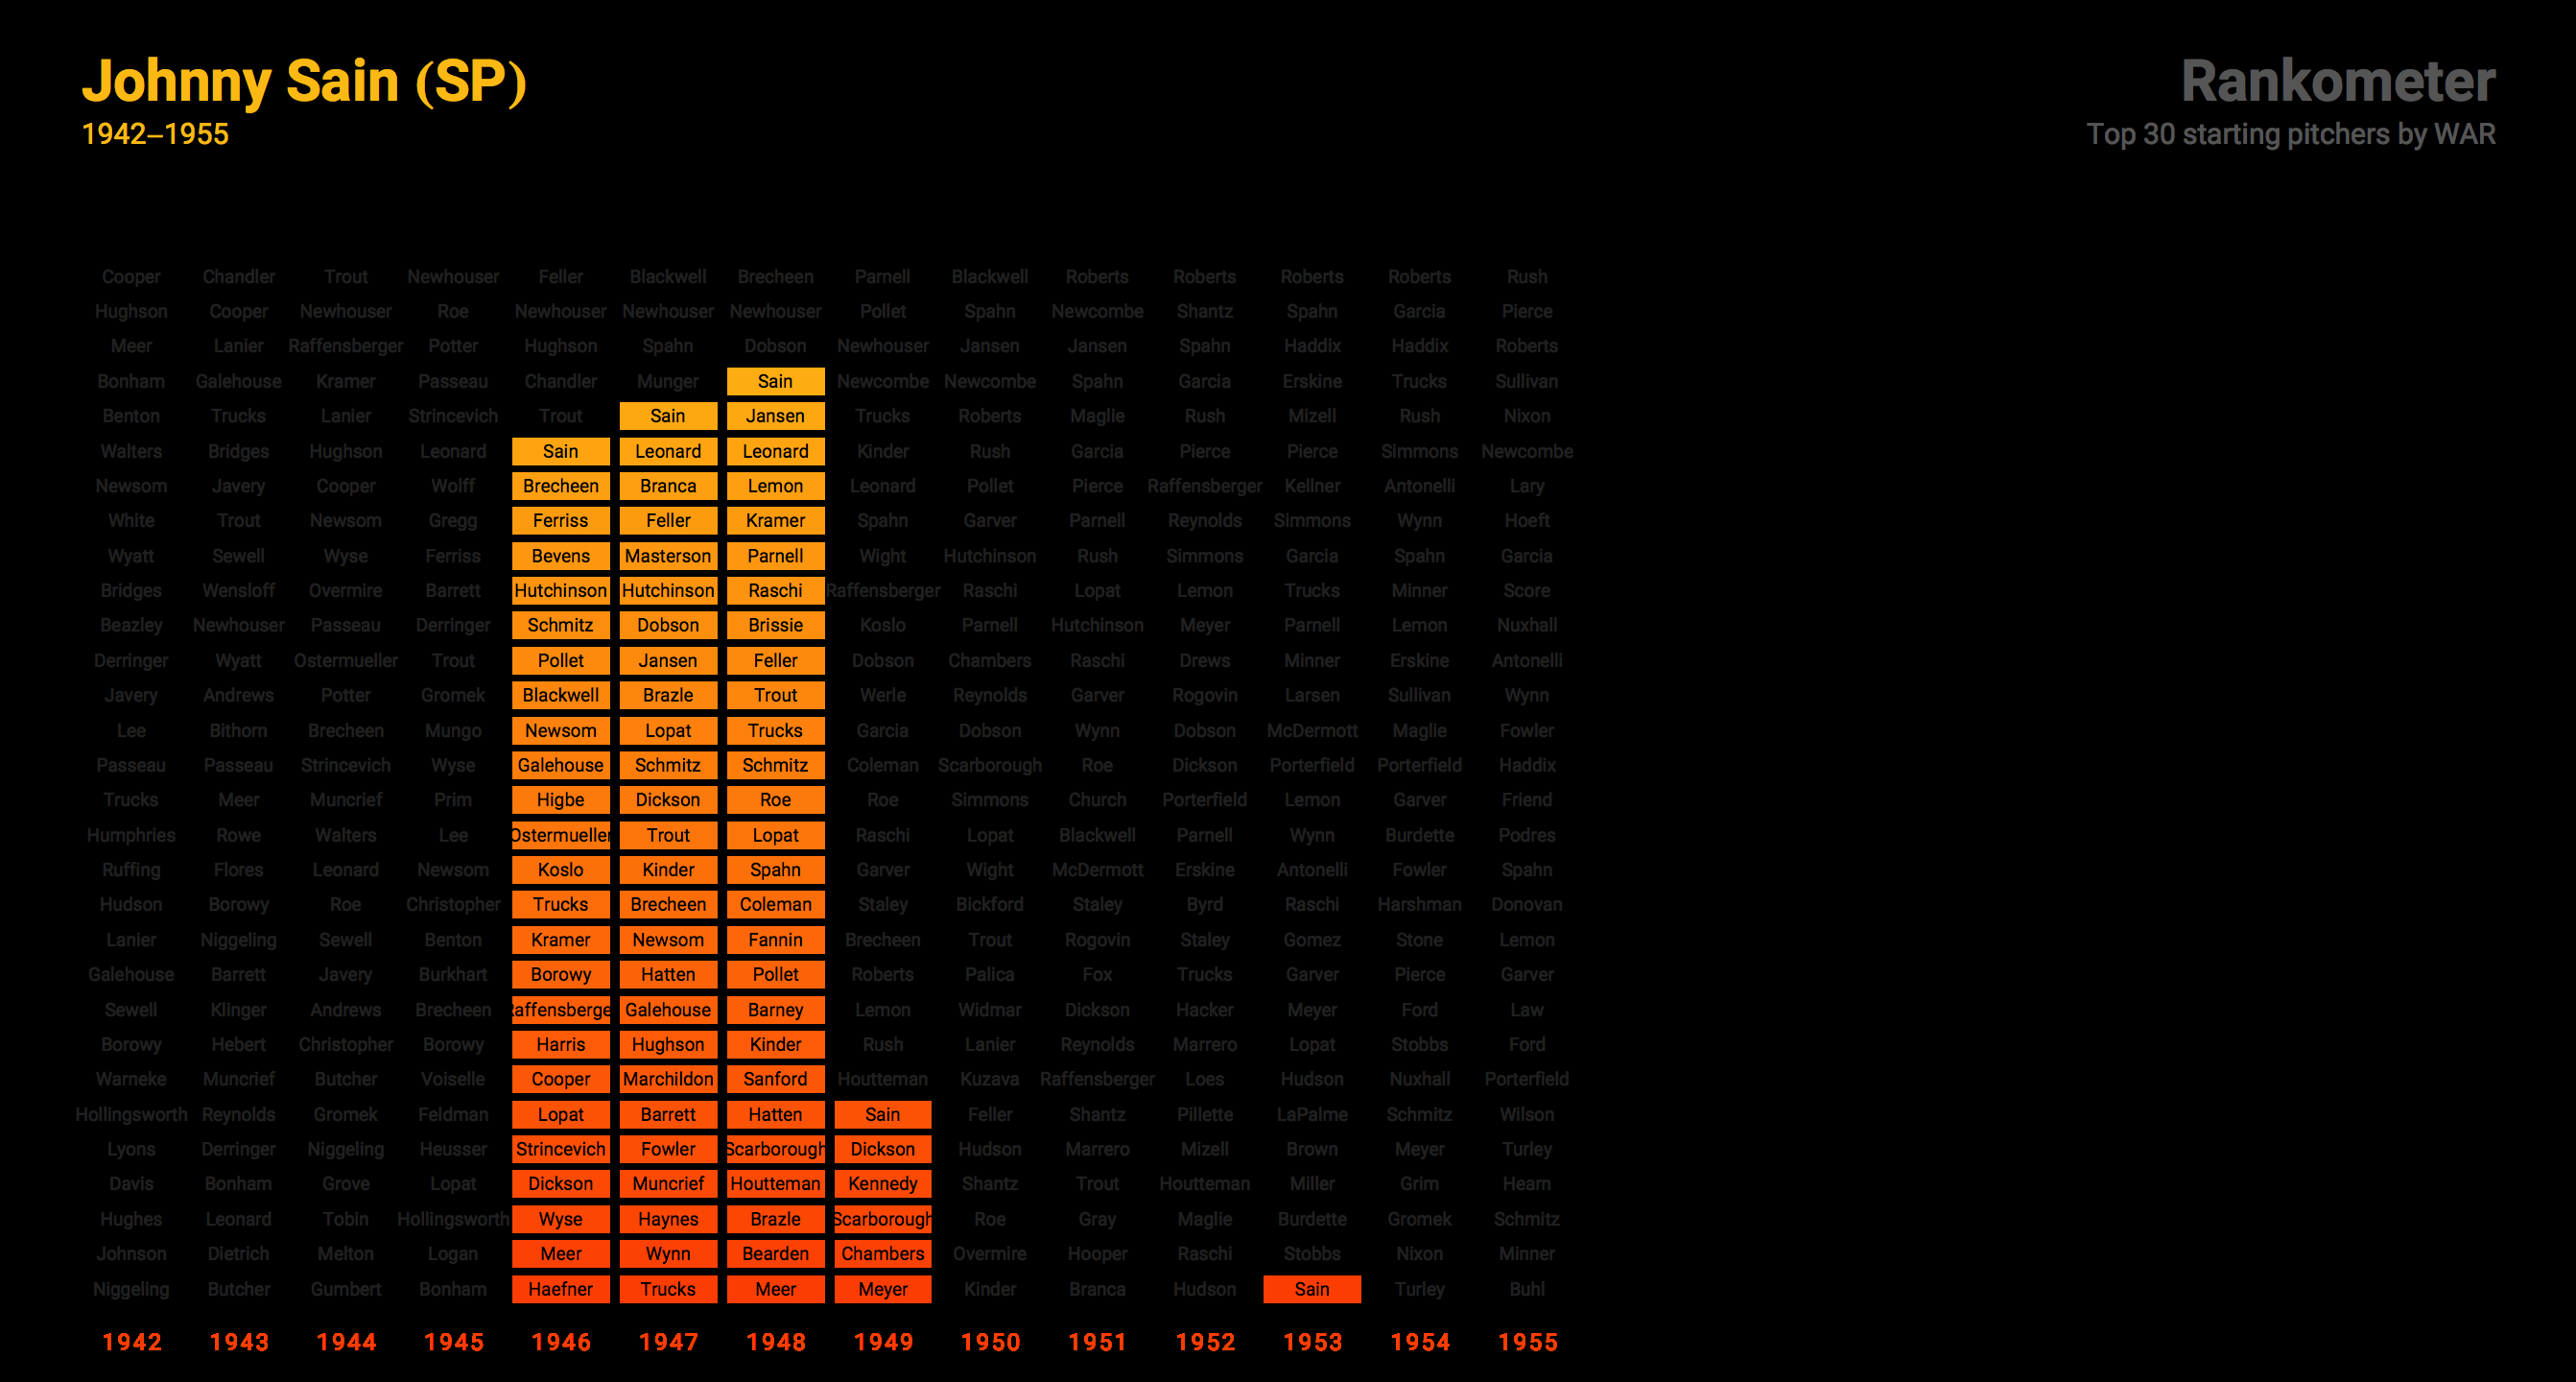 Johnny Sain (SP)
1942–1955
Rankometer
Top 30 starting pitchers by WAR
Cooper Chandler Trout Newhouser Feller Blackwell Brecheen Parnell Blackwell Roberts Roberts Roberts Roberts Rush
Hughson Cooper Newhouser Roe Newhouser Newhouser Newhouser Pollet Spahn Newcombe Shantz Spahn Garcia Pierce
Meer Lanier Raffensberger Potter Hughson Spahn Dobson Newhouser Jansen Jansen Spahn Haddix Haddix Roberts
Bonham Galehouse Kramer Passeau Chandler Munger Sain Newcombe Newcombe Spahn Garcia Erskine Trucks Sullivan
Benton Trucks Lanier Strincevich Trout Sain Jansen Trucks Roberts Maglie Rush Mizell Rush Nixon
Walters Bridges Hughson Leonard Sain Leonard Leonard Kinder Rush Garcia Pierce Pierce Simmons Newcombe
Newsom Javery Cooper Wolff Brecheen Branca Lemon Leonard Pollet Pierce Raffensberger Kellner Antonelli Lary
White Trout Newsom Gregg Ferriss Feller Kramer Spahn Garver Parnell Reynolds Simmons Wynn Hoeft
Wyatt Sewell Wyse Ferriss Bevens Masterson Parnell Wight Hutchinson Rush Simmons Garcia Spahn Garcia
Bridges Wensloff Overmire Barrett Hutchinson Hutchinson Raschi Raffensberger Raschi Lopat Lemon Trucks Minner Score
Beazley Newhouser Passeau Derringer Schmitz Dobson Brissie Koslo Parnell Hutchinson Meyer Parnell Lemon Nuxhall
Derringer Wyatt Ostermueller Trout Pollet Jansen Feller Dobson Chambers Raschi Drews Minner Erskine Antonelli
Javery Andrews Potter Gromek Blackwell Brazle Trout Werle Reynolds Garver Rogovin Larsen Sullivan Wynn
Lee Bithorn Brecheen Mungo Newsom Lopat Trucks Garcia Dobson Wynn Dobson McDermott Maglie Fowler
Passeau Passeau Strincevich Wyse Galehouse Schmitz Schmitz Coleman Scarborough Roe Dickson Porterfield Porterfield Haddix
Trucks Meer Muncrief Prim Higbe Dickson Roe Roe Simmons Church Porterfield Lemon Garver Friend
Humphries Rowe Walters Lee Ostermueller Trout Lopat Raschi Lopat Blackwell Parnell Wynn Burdette Podres
Ruffing Flores Leonard Newsom Koslo Kinder Spahn Garver Wight McDermott Erskine Antonelli Fowler Spahn
Hudson Borowy Roe Christopher Trucks Brecheen Coleman Staley Bickford Staley Byrd Raschi Harshman Donovan
Lanier Niggeling Sewell Benton Kramer Newsom Fannin Brecheen Trout Rogovin Staley Gomez Stone Lemon
Galehouse Barrett Javery Burkhart Borowy Hatten Pollet Roberts Palica Fox Trucks Garver Pierce Garver
Sewell Klinger Andrews Brecheen Raffensberge Galehouse Barney Lemon Widmar Dickson Hacker Meyer Ford Law
Borowy Hebert Christopher Borowy Harris Hughson Kinder Rush Lanier Reynolds Marrero Lopat Stobbs Ford
Warneke Muncrief Butcher Voiselle Cooper Marchildon Sanford Houtteman Kuzava Raffensberger Loes Hudson Nuxhall Porterfield
Hollingsworth Reynolds Gromek Feldman Lopat Barrett Hatten Sain Feller Shantz Pillette LaPalme Schmitz Wilson
Lyons Derringer Niggeling Heusser Strincevich Fowler Scarborough Dickson Hudson Marrero Mizell Brown Meyer Turley
Davis Bonham Grove Lopat Dickson Muncrief Houtteman Kennedy Shantz Trout Houtteman Miller Grim Hearn
Hughes Leonard Tobin Hollingsworth Wyse Haynes Brazle Scarborough Roe Gray Maglie Burdette Gromek Schmitz
Johnson Dietrich Melton Logan Meer Wynn Bearden Chambers Overmire Hooper Raschi Stobbs Nixon Minner
Niggeling Butcher Gumbert Bonham Haefner Trucks Meer Meyer Kinder Branca Hudson Sain Turley Buhl
1942 1943 1944 1945 1946 1947 1948 1949 1950 1951 1952 1953 1954 1955